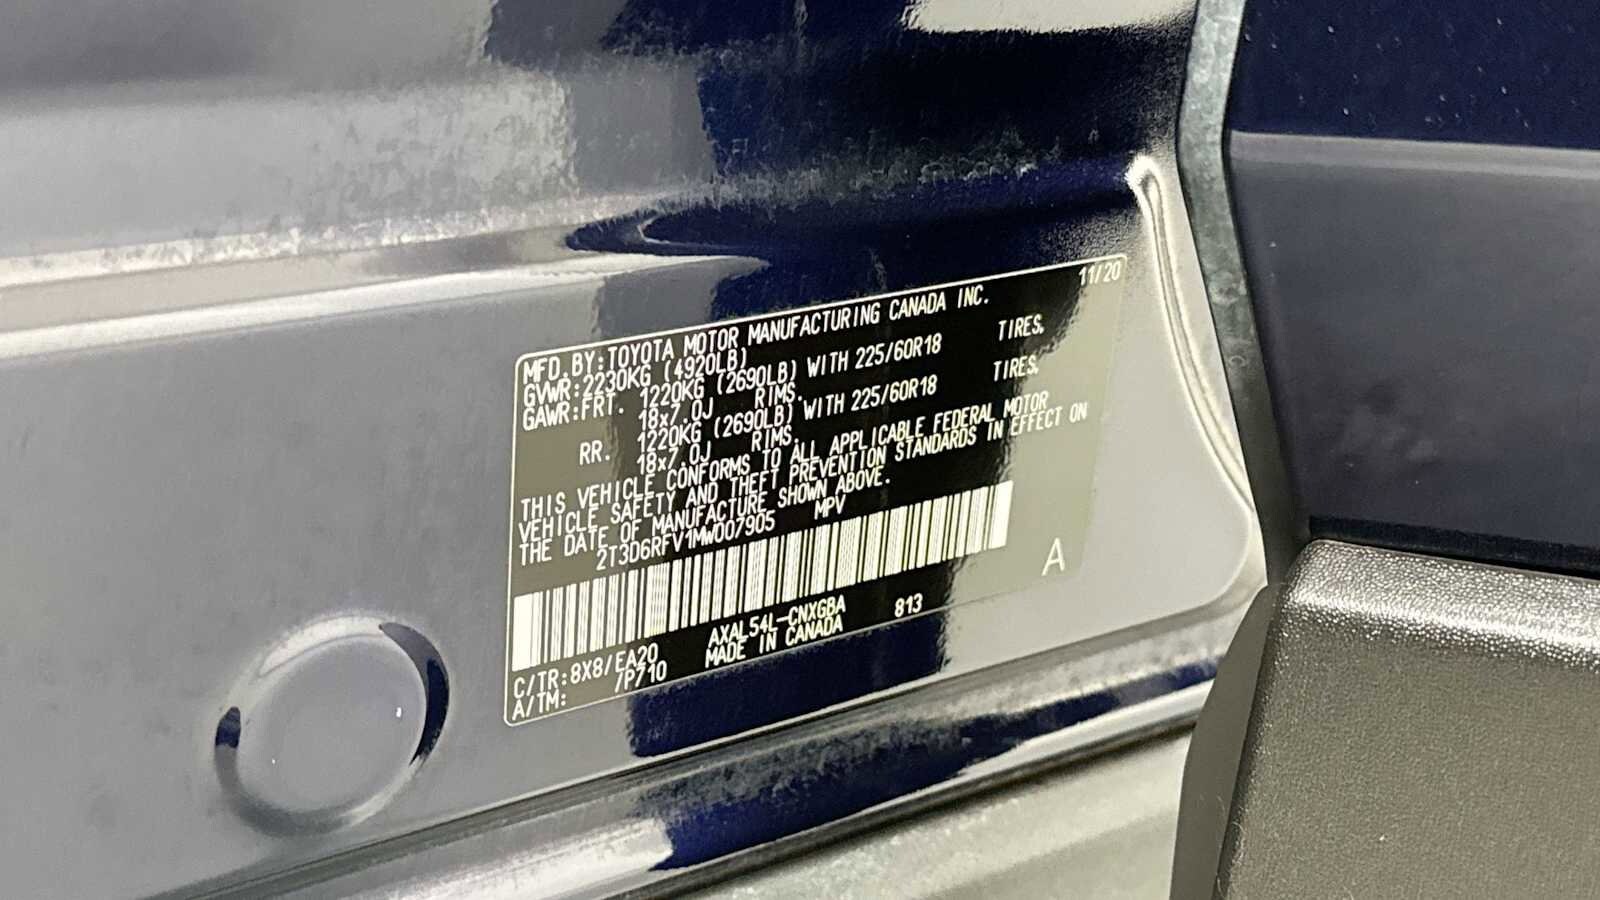 11/20
MFD. BY: TOYOTA MOTOR MANUFACTURING CANADA INC.
GVWR: 2230KG (4920LB)
GAWR: FRT. 1220KG (2690LB) WITH 225/60R18 TIRES,
18x7.0J RIMS.
RR. 1220KG (2690LB) WITH 225/60R18 TIRES,
18x7.0J RIMS.
THIS VEHICLE CONFORMS TO ALL APPLICABLE FEDERAL MOTOR
VEHICLE SAFETY AND THEFT PREVENTION STANDARDS IN EFFECT ON
THE DATE OF MANUFACTURE SHOWN ABOVE.
2T3D6RFV1MW007905 MPV
A
C/TR: 8X8/EA20 AXAL54L-CNXGBA 813
A/TM: /P710 MADE IN CANADA